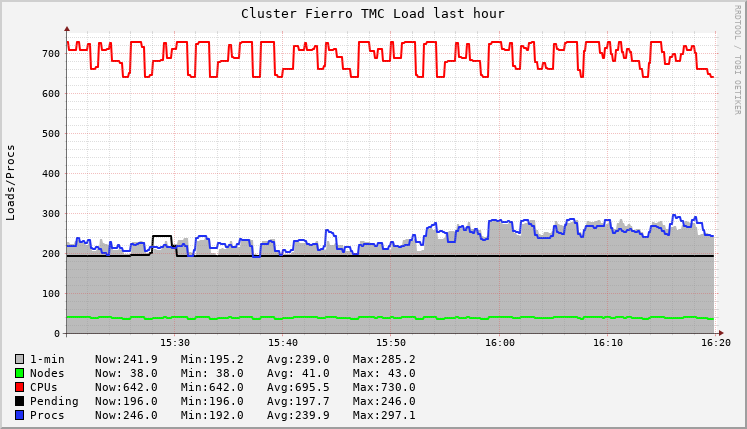 Cluster Fierro TMC Load last hour
RRDTOOL / TOBI OETIKER
Loads/Procs
700
600
500
400
300
200
100
0
15:30 15:40 15:50 16:00 16:10 16:20
1-min Now:241.9 Min:195.2 Avg:239.0 Max:285.2
Nodes Now: 38.0 Min: 38.0 Avg: 41.0 Max: 43.0
CPUs Now:642.0 Min:642.0 Avg:695.5 Max:730.0
Pending Now:196.0 Min:196.0 Avg:197.7 Max:246.0
Procs Now:246.0 Min:192.0 Avg:239.9 Max:297.1